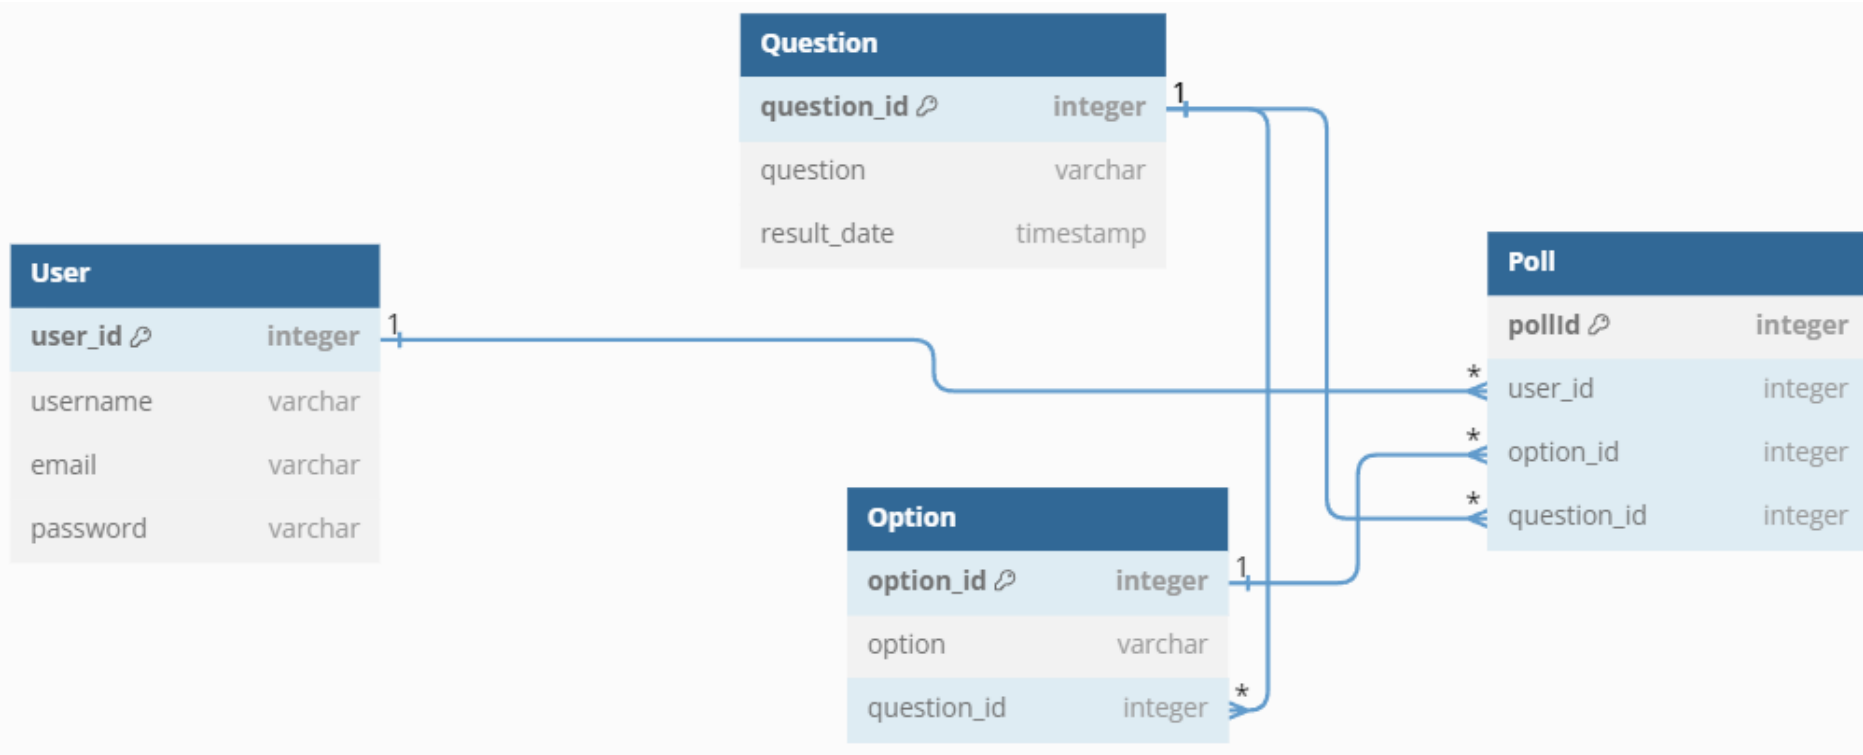 Question
question_id integer
question varchar
result_date timestamp
1
User
user_id integer
username varchar
email varchar
password varchar
1
Poll
pollId integer
user_id integer
option_id integer
question_id integer
*
*
*
Option
option_id integer
option varchar
question_id integer
1
*